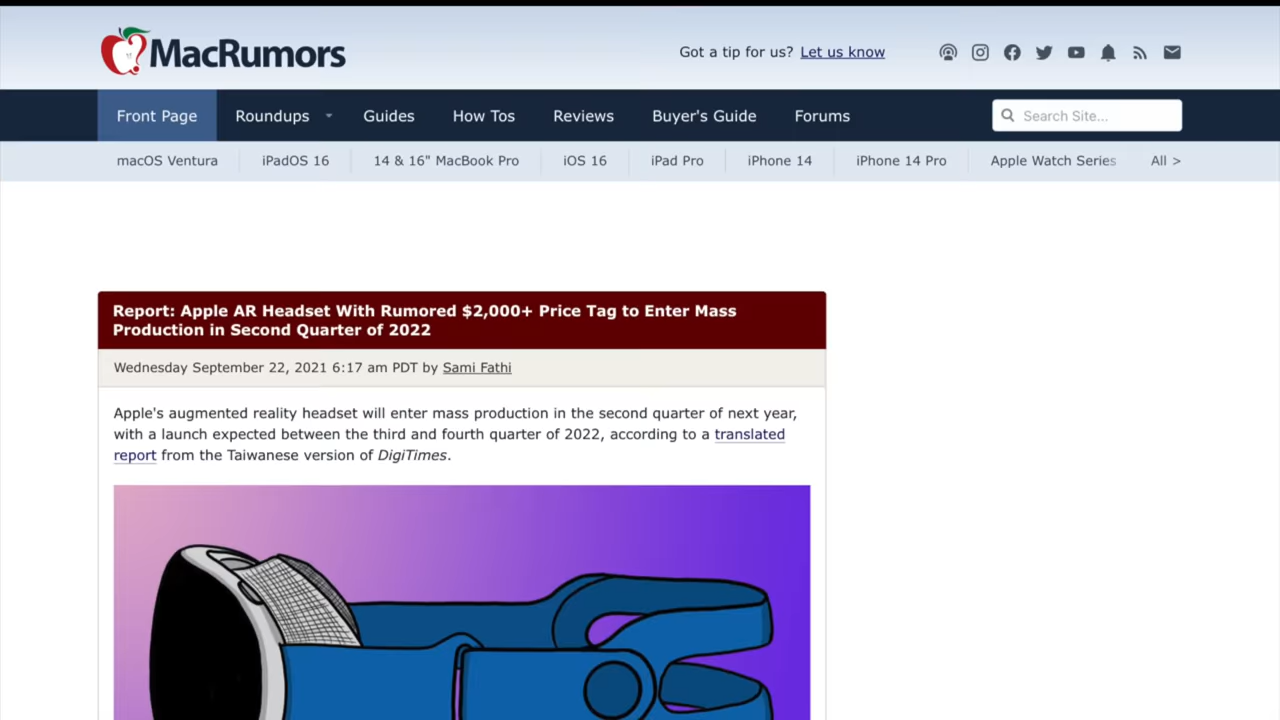 MacRumors
Got a tip for us? Let us know
Front Page Roundups Guides How Tos Reviews Buyer's Guide Forums Search Site...
macOS Ventura iPadOS 16 14 & 16" MacBook Pro iOS 16 iPad Pro iPhone 14 iPhone 14 Pro Apple Watch Series All >
Report: Apple AR Headset With Rumored $2,000+ Price Tag to Enter Mass
Production in Second Quarter of 2022
Wednesday September 22, 2021 6:17 am PDT by Sami Fathi
Apple's augmented reality headset will enter mass production in the second quarter of next year,
with a launch expected between the third and fourth quarter of 2022, according to a translated
report from the Taiwanese version of DigiTimes.